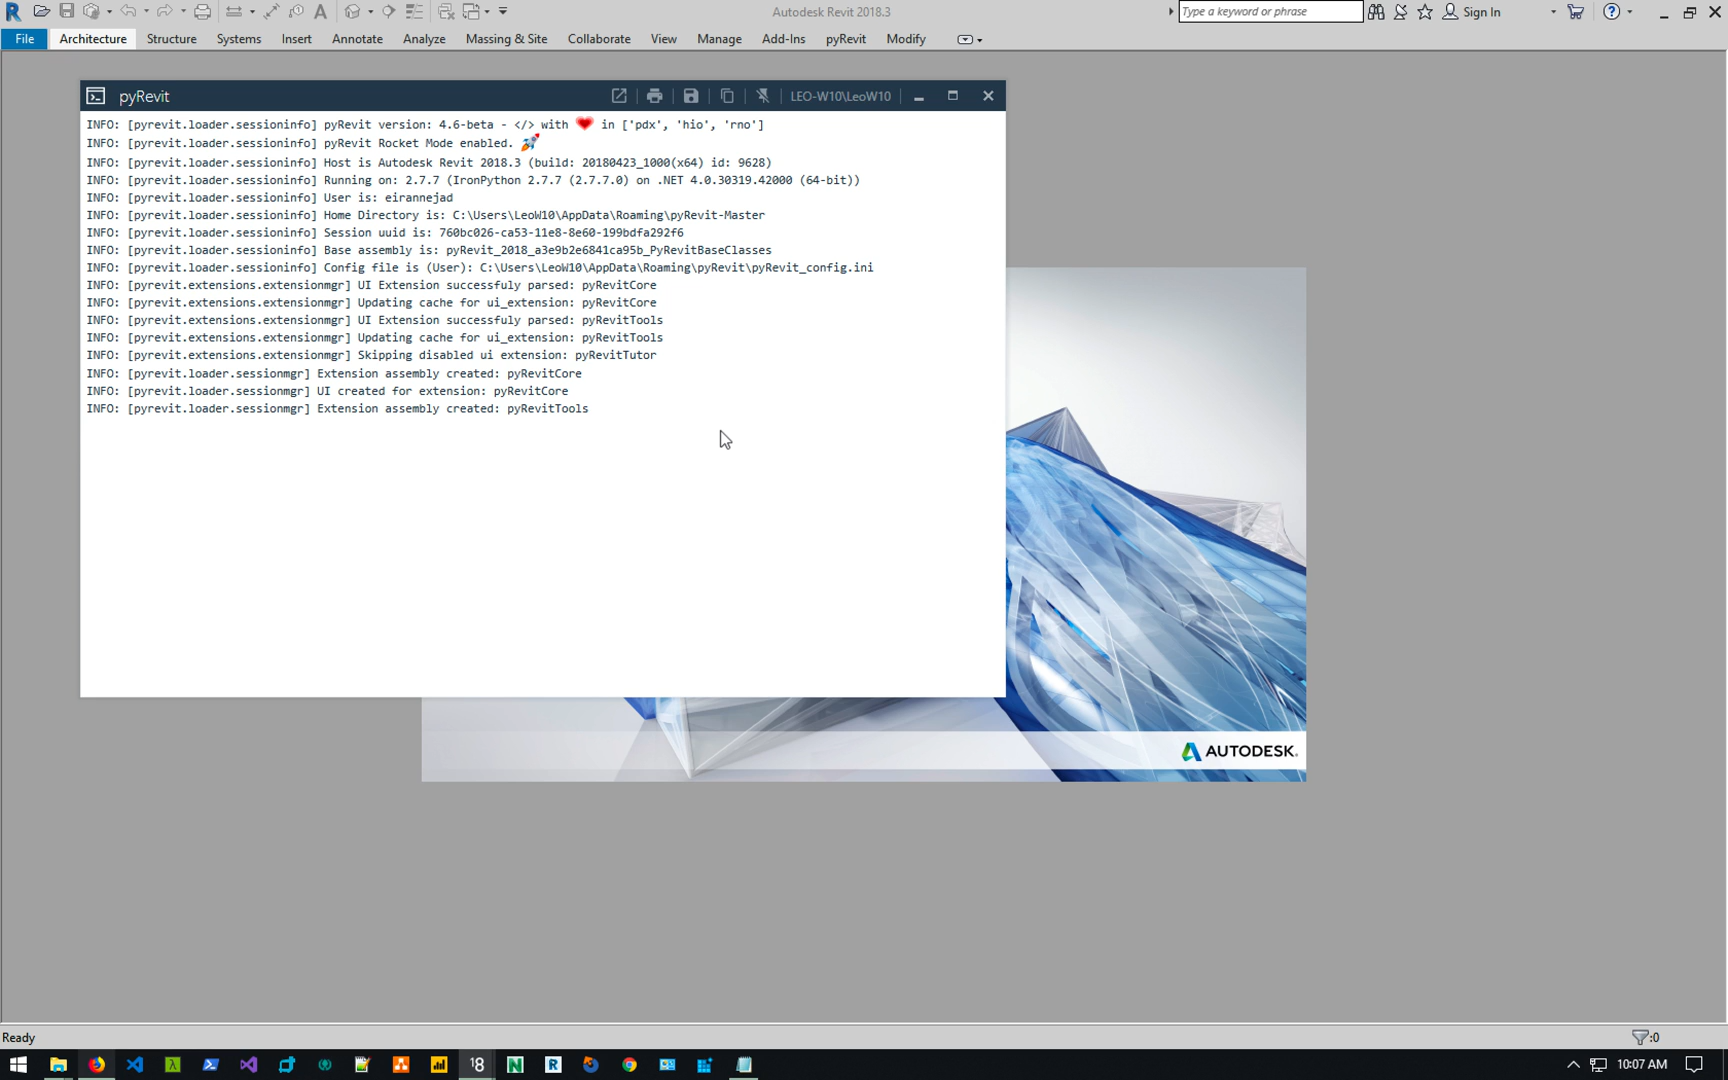 Autodesk Revit 2018.3
Type a keyword or phrase
Sign In
File Architecture Structure Systems Insert Annotate Analyze Massing & Site Collaborate View Manage Add-Ins pyRevit Modify
pyRevit
LEO-W10\LeoW10
INFO: [pyrevit.loader.sessioninfo] pyRevit version: 4.6-beta - </> with ❤ in ['pdx', 'hio', 'rno']
INFO: [pyrevit.loader.sessioninfo] pyRevit Rocket Mode enabled. 🚀
INFO: [pyrevit.loader.sessioninfo] Host is Autodesk Revit 2018.3 (build: 20180423_1000(x64) id: 9628)
INFO: [pyrevit.loader.sessioninfo] Running on: 2.7.7 (IronPython 2.7.7 (2.7.7.0) on .NET 4.0.30319.42000 (64-bit))
INFO: [pyrevit.loader.sessioninfo] User is: eirannejad
INFO: [pyrevit.loader.sessioninfo] Home Directory is: C:\Users\LeoW10\AppData\Roaming\pyRevit-Master
INFO: [pyrevit.loader.sessioninfo] Session uuid is: 760bc026-ca53-11e8-8e60-199bdfa292f6
INFO: [pyrevit.loader.sessioninfo] Base assembly is: pyRevit_2018_a3e9b2e6841ca95b_PyRevitBaseClasses
INFO: [pyrevit.loader.sessioninfo] Config file is (User): C:\Users\LeoW10\AppData\Roaming\pyRevit\pyRevit_config.ini
INFO: [pyrevit.extensions.extensionmgr] UI Extension successfuly parsed: pyRevitCore
INFO: [pyrevit.extensions.extensionmgr] Updating cache for ui_extension: pyRevitCore
INFO: [pyrevit.extensions.extensionmgr] UI Extension successfuly parsed: pyRevitTools
INFO: [pyrevit.extensions.extensionmgr] Updating cache for ui_extension: pyRevitTools
INFO: [pyrevit.extensions.extensionmgr] Skipping disabled ui extension: pyRevitTutor
INFO: [pyrevit.loader.sessionmgr] Extension assembly created: pyRevitCore
INFO: [pyrevit.loader.sessionmgr] UI created for extension: pyRevitCore
INFO: [pyrevit.loader.sessionmgr] Extension assembly created: pyRevitTools
AUTODESK.
Ready
:0
18
10:07 AM